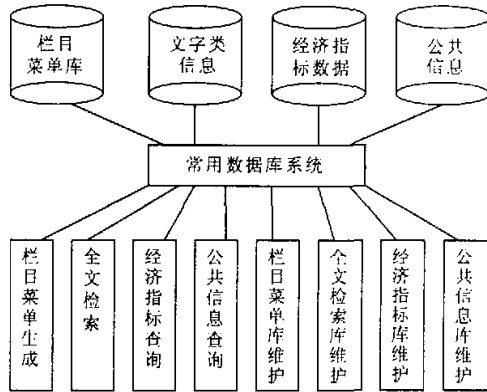 栏目
菜单库
文字类
信息
经济指
标数据
公共
信息
常用数据库系统
栏目菜单生成
全文检索
经济指标查询
公共信息查询
栏目菜单库维护
全文检索库维护
经济指标库维护
公共信息库维护